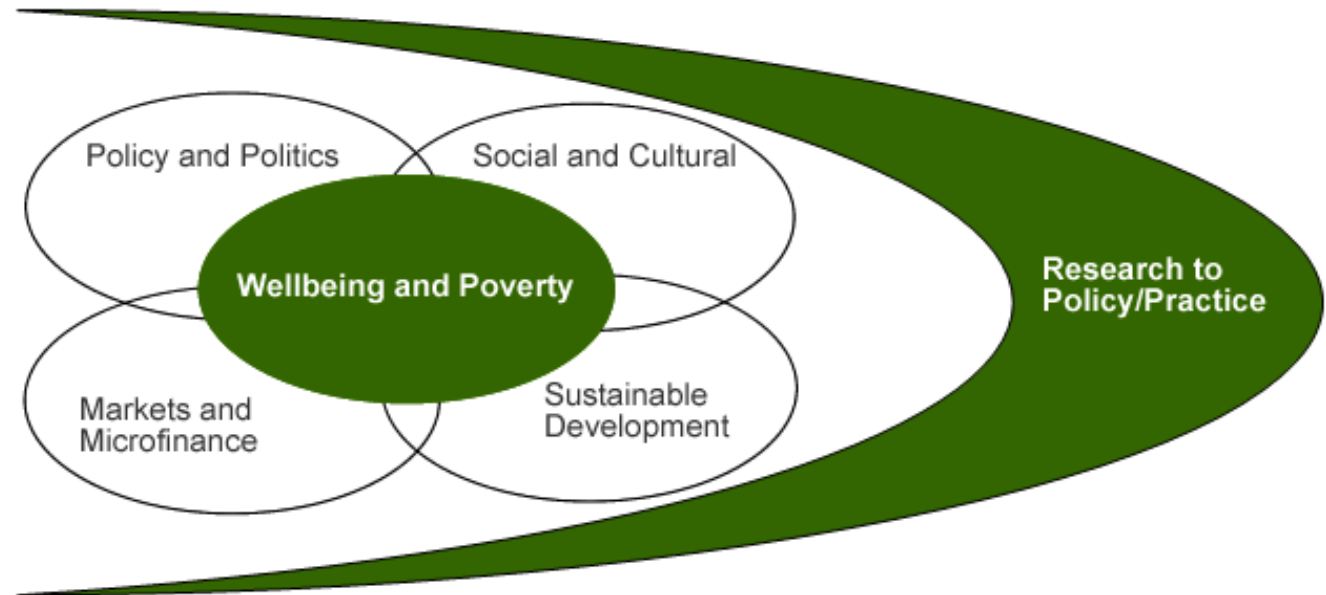 Policy and Politics
Social and Cultural
Wellbeing and Poverty
Research to
Policy/Practice
Markets and
Microfinance
Sustainable
Development